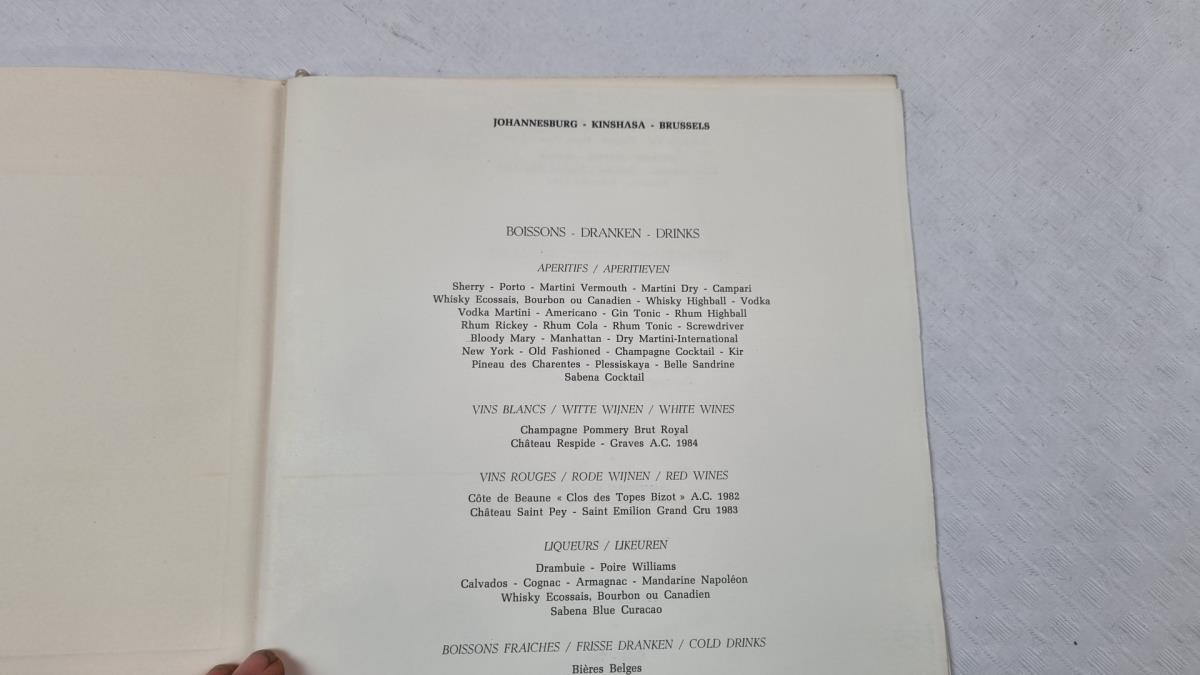 JOHANNESBURG - KINSHASA - BRUSSELS
BOISSONS - DRANKEN - DRINKS
APERITIFS / APERITIEVEN
Sherry - Porto - Martini Vermouth - Martini Dry - Campari
Whisky Ecossais, Bourbon ou Canadien - Whisky Highball - Vodka
Vodka Martini - Americano - Gin Tonic - Rhum Highball
Rhum Rickey - Rhum Cola - Rhum Tonic - Screwdriver
Bloody Mary - Manhattan - Dry Martini-International
New York - Old Fashioned - Champagne Cocktail - Kir
Pineau des Charentes - Plessiskaya - Belle Sandrine
Sabena Cocktail
VINS BLANCS / WITTE WIJNEN / WHITE WINES
Champagne Pommery Brut Royal
Château Respide - Graves A.C. 1984
VINS ROUGES / RODE WIJNEN / RED WINES
Côte de Beaune « Clos des Topes Bizot » A.C. 1982
Château Saint Pey - Saint Emilion Grand Cru 1983
LIQUEURS / LIKEUREN
Drambuie - Poire Williams
Calvados - Cognac - Armagnac - Mandarine Napoléon
Whisky Ecossais, Bourbon ou Canadien
Sabena Blue Curacao
BOISSONS FRAICHES / FRISSE DRANKEN / COLD DRINKS
Bières Belges